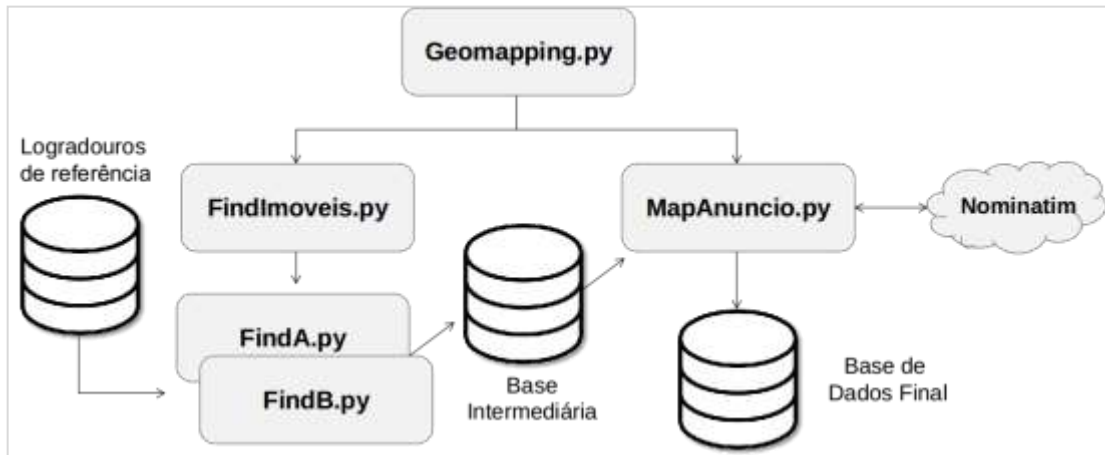 Geomapping.py
Logradouros
de referência
FindImoveis.py
MapAnuncio.py
Nominatim
FindA.py
FindB.py
Base
Intermediária
Base de
Dados Final